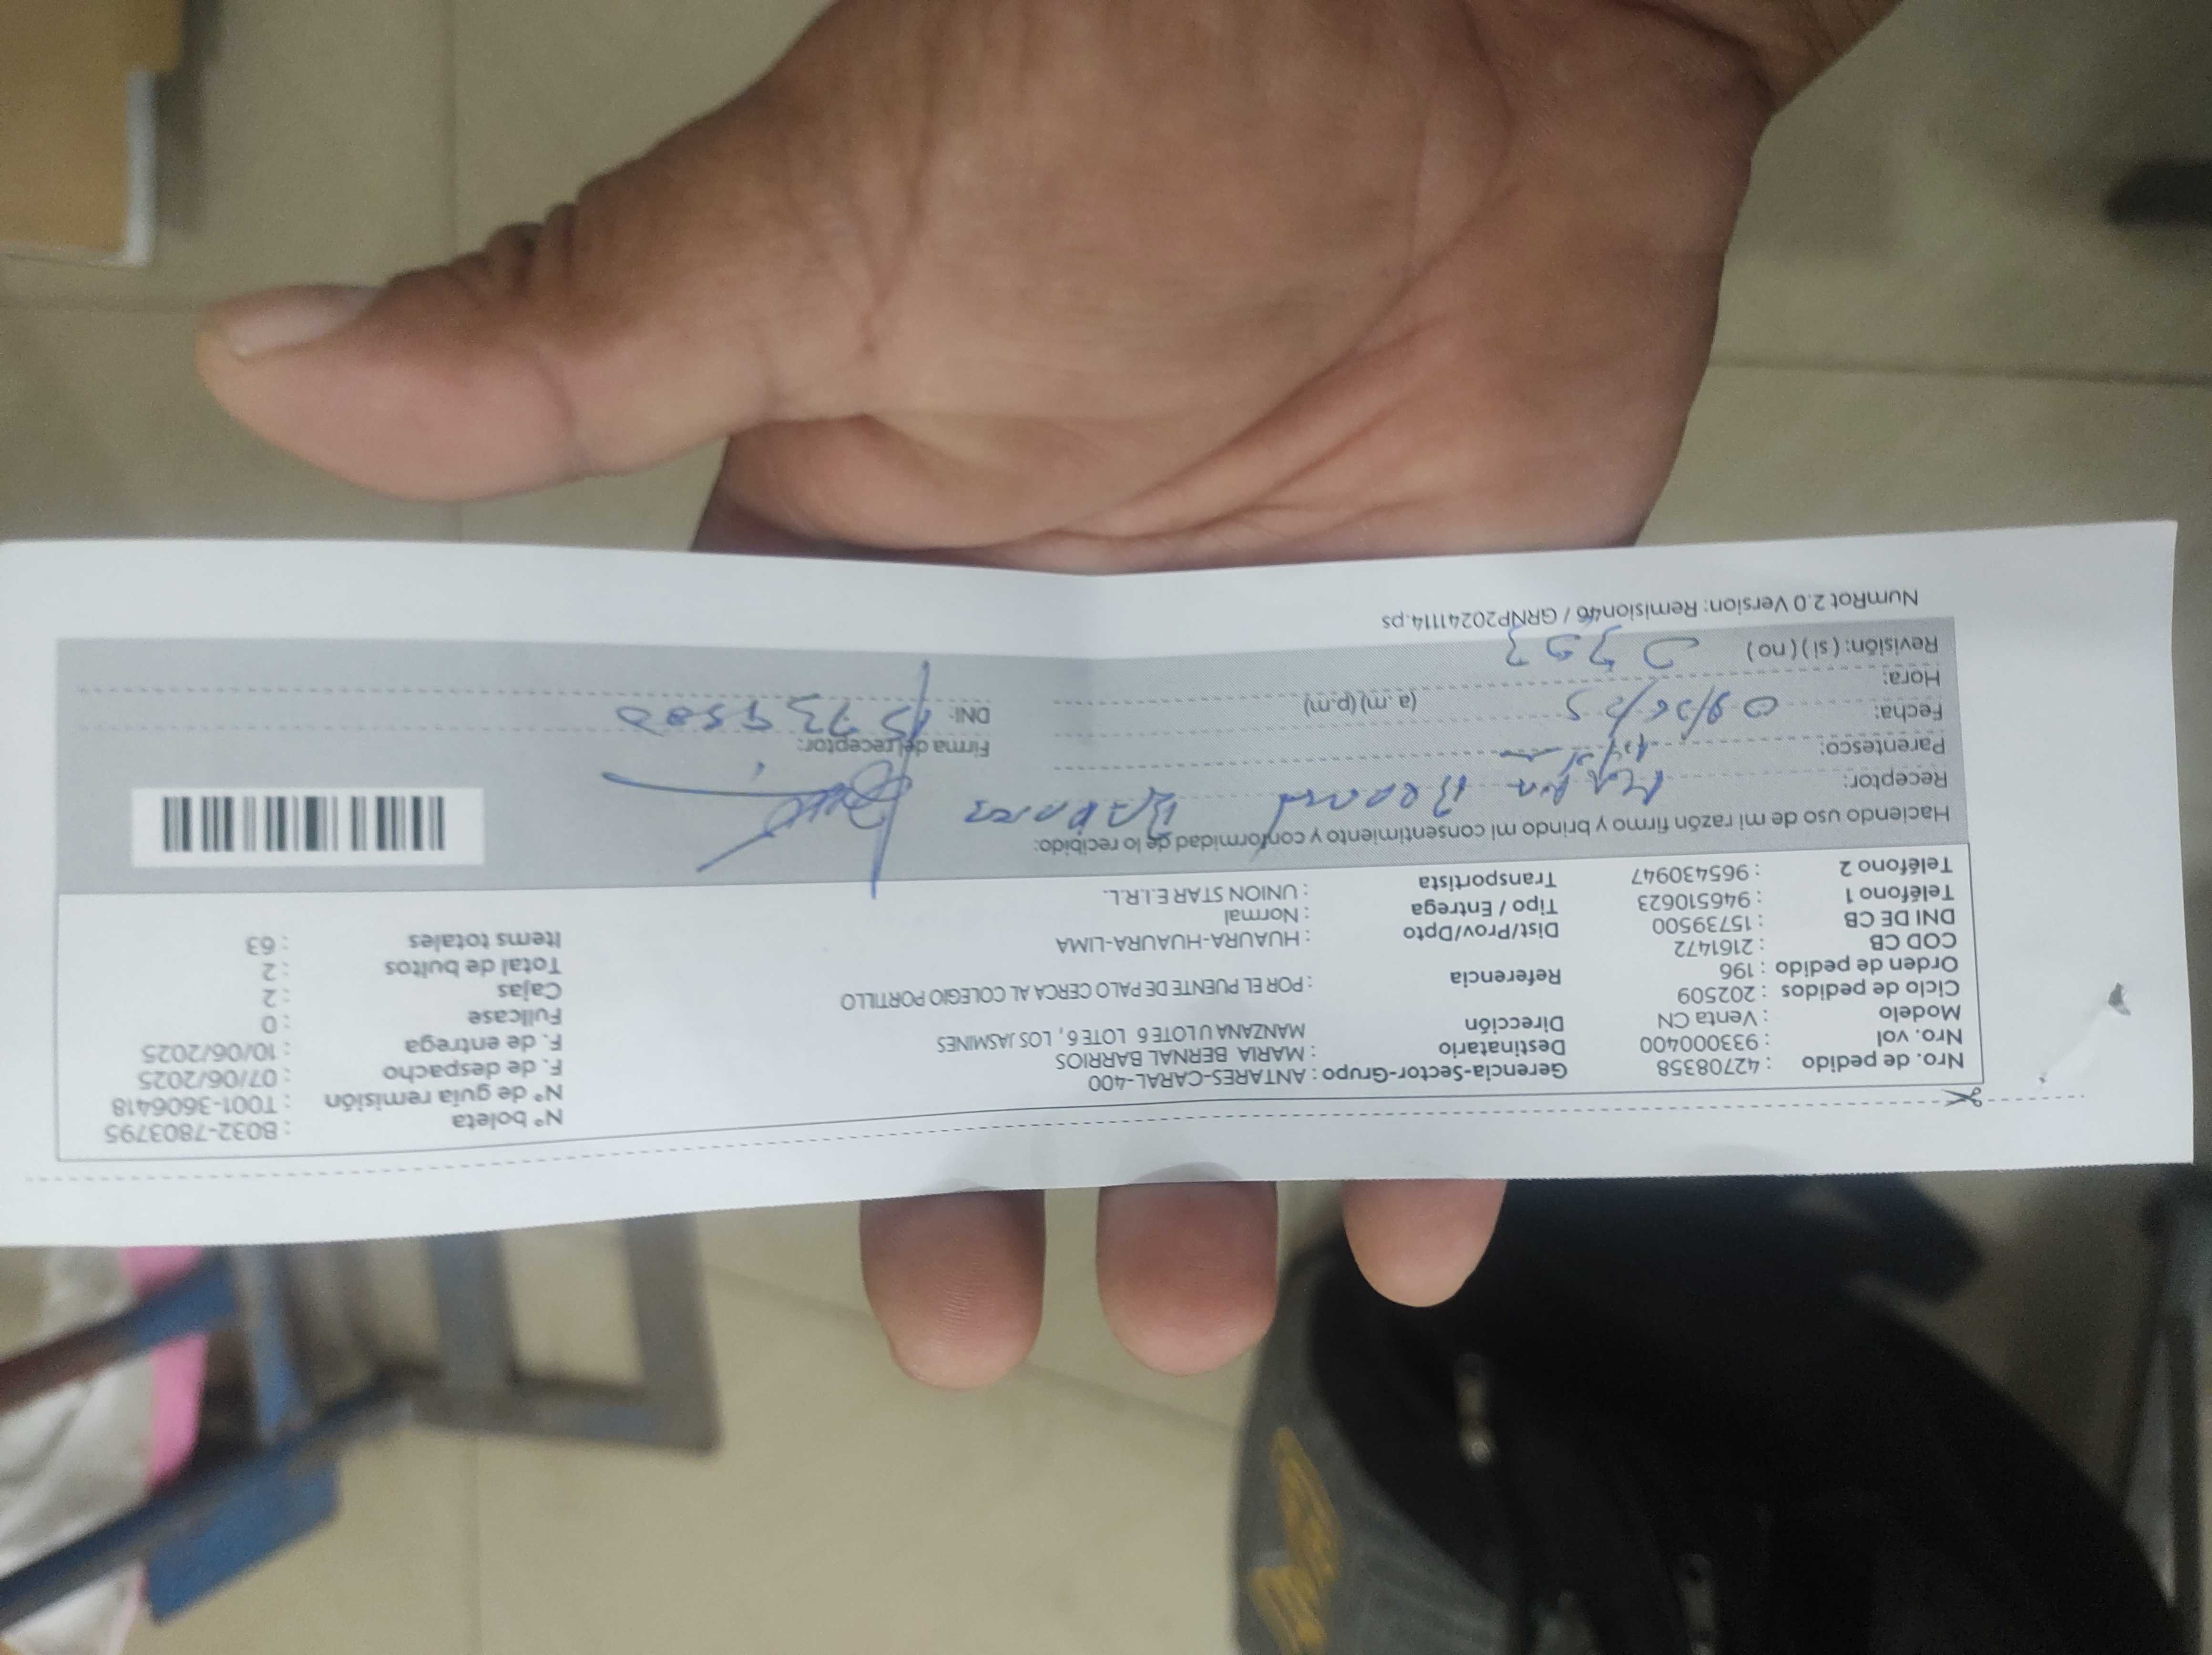 Nro. de pedido : 42708358 Gerencia-Sector-Grupo : ANTARES-CARAL-400 Nº boleta : B032-7803795
Nro. vol : 933000400 Destinatario : MARIA BERNAL BARRIOS Nº de guía remisión : T001-3606418
Modelo : Venta CN Dirección MANZANA U LOTE 6 LOTE 6, LOS JASMINES F. de despacho : 07/06/2025
Ciclo de pedidos : 202509 F. de entrega : 10/06/2025
Orden de pedido : 196 Referencia : POR EL PUENTE DE PALO CERCA AL COLEGIO PORTILLO Fullcase : 0
COD CB : 2161472 Cajas : 2
DNI DE CB : 15739500 Dist/Prov/Dpto : HUAURA-HUAURA-LIMA Total de bultos : 2
Teléfono 1 : 946510623 Tipo / Entrega : Normal Items totales : 63
Teléfono 2 : 965430947 Transportista : UNION STAR E.I.R.L.
Haciendo uso de mi razón firmo y brindo mi consentimiento y conformidad de lo recibido:
Receptor:
Parentesco: Firma del receptor:
Fecha: DNI: 15739500
Hora: (a.m) (p.m)
Revisión: ( si ) ( no )
NumRot 2.0 Version: Remision46 / GRNP20241114.ps